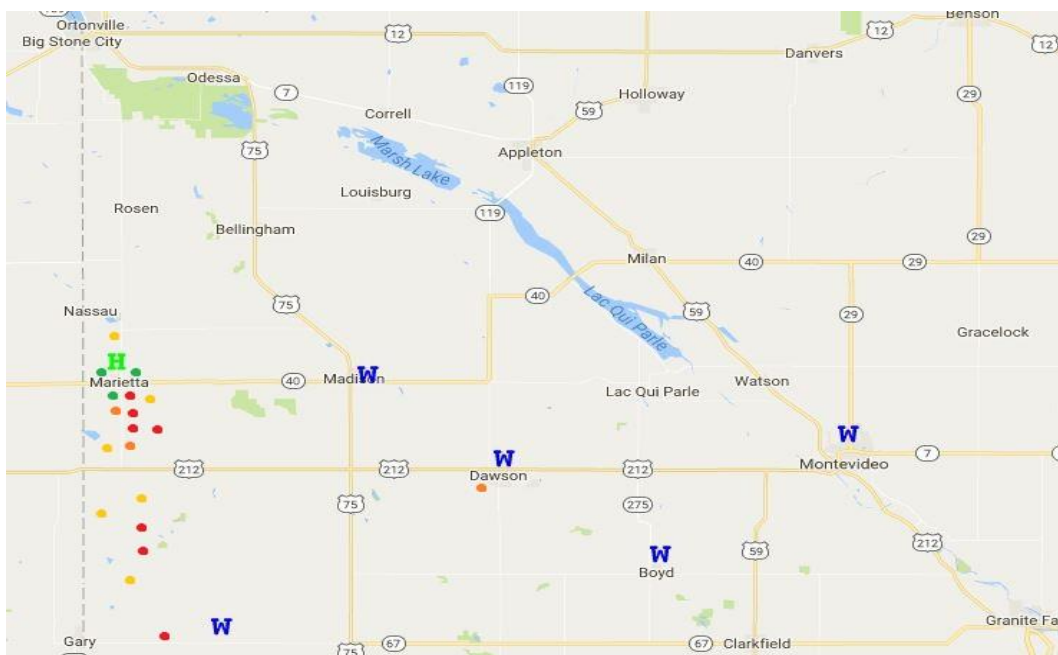 Benson
Ortonville
12
Big Stone City
12
12
Danvers
Odessa
7
119
Holloway
29
Correll
59
75
Marsh Lake
Appleton
Louisburg
Rosen
119
Bellingham
29
Milan
40
29
40
Lac Qui Parle
75
Nassau
59
29
Gracelock
H
W
Marietta
40
Madison
Watson
Lac Qui Parle
W
W
7
212
212
212
Montevideo
Dawson
75
275
212
59
W
Boyd
W
Granite Fa
Gary
67
67
Clarkfield
75